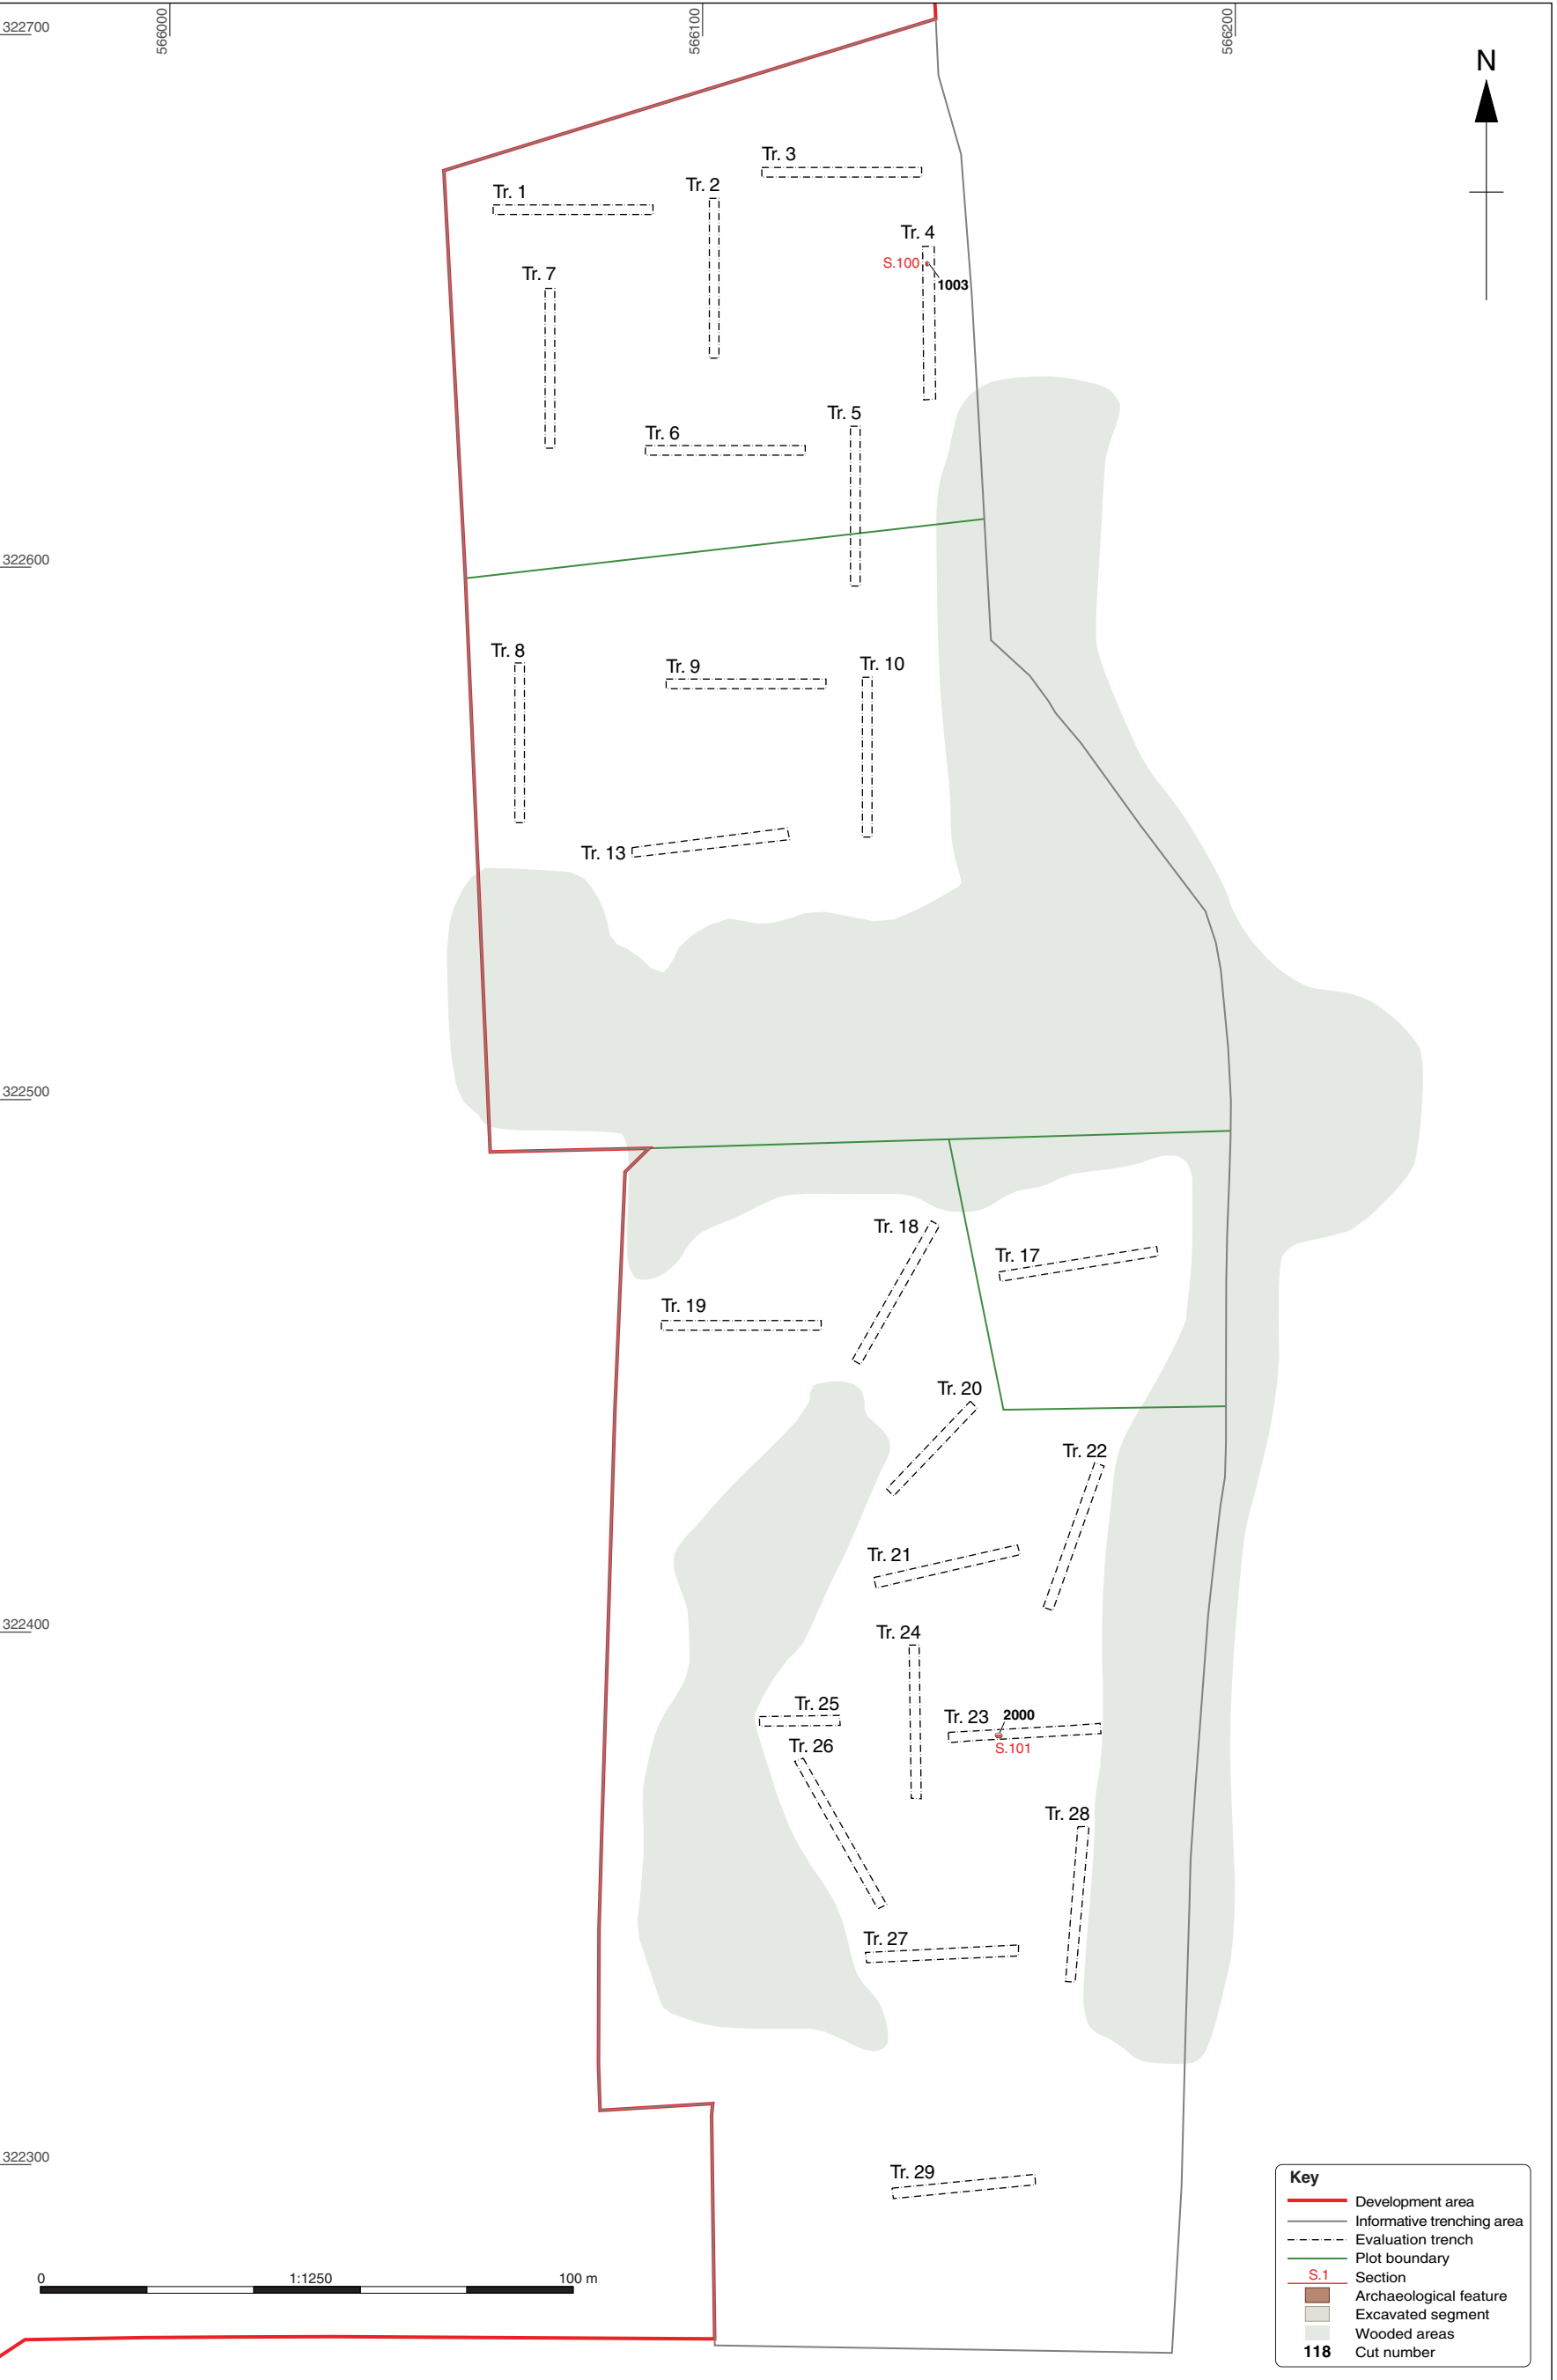 566000
566100
566200
322700
N
Tr. 3
Tr. 2
Tr. 1
Tr. 4
S.100
Tr. 7
1003
Tr. 5
Tr. 6
322600
Tr. 8
Tr. 9
Tr. 10
Tr. 13
322500
Tr. 18
Tr. 17
Tr. 19
Tr. 20
Tr. 22
Tr. 21
322400
Tr. 24
Tr. 25
Tr. 23
2000
Tr. 26
S.101
Tr. 28
Tr. 27
322300
Tr. 29
Key
Development area
Informative trenching area
Evaluation trench
Plot boundary
S.1 Section
Archaeological feature
Excavated segment
Wooded areas
118 Cut number
0 1:1250 100 m